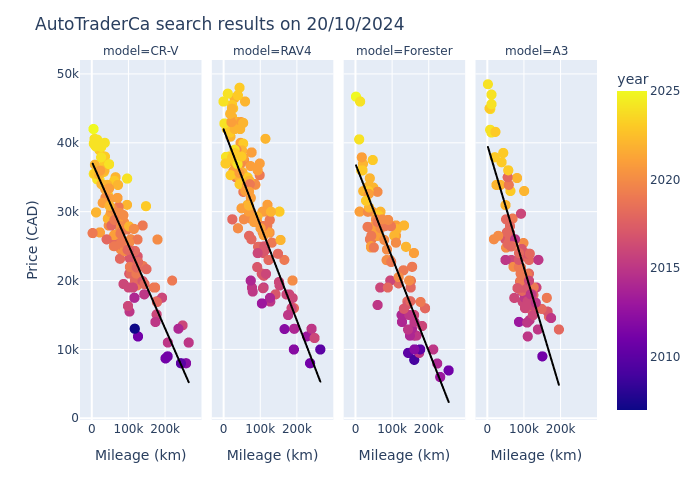 AutoTraderCa search results on 20/10/2024
model=CR-V model=RAV4 model=Forester model=A3
year
Price (CAD)
50k
40k
30k
20k
10k
0
2025
2020
2015
2010
0 100k 200k 0 100k 200k 0 100k 200k 0 100k 200k
Mileage (km) Mileage (km) Mileage (km) Mileage (km)